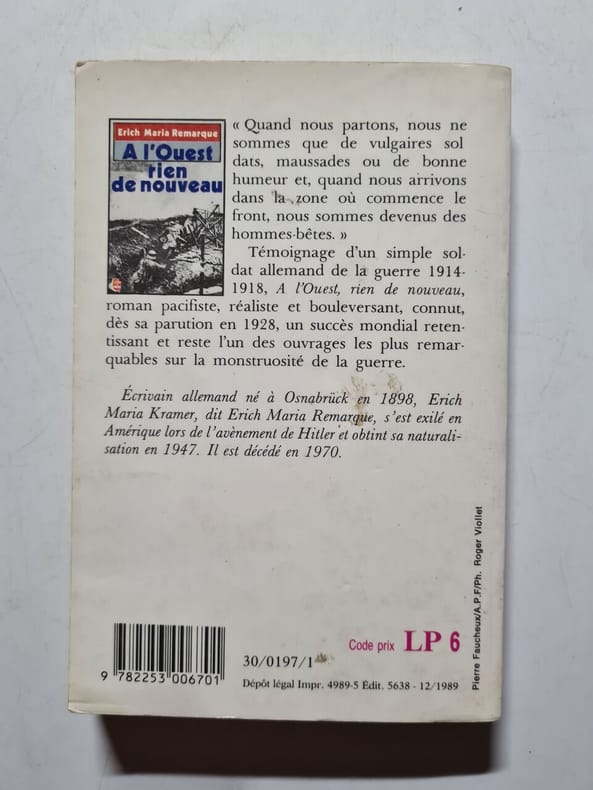 Erich Maria Remarque
A l'Ouest
rien
de nouveau
« Quand nous partons, nous ne
sommes que de vulgaires sol
dats, maussades ou de bonne
humeur et, quand nous arrivons
dans la zone où commence le
front, nous sommes devenus des
hommes-bêtes. »
Témoignage d'un simple sol-
dat allemand de la guerre 1914-
1918, A l'Ouest, rien de nouveau,
roman pacifiste, réaliste et bouleversant, connut,
dès sa parution en 1928, un succès mondial reten-
tissant et reste l'un des ouvrages les plus remar-
quables sur la monstruosité de la guerre.
Écrivain allemand né à Osnabrück en 1898, Erich
Maria Kramer, dit Erich Maria Remarque, s'est exilé en
Amérique lors de l'avènement de Hitler et obtint sa naturali-
sation en 1947. Il est décédé en 1970.
Pierre Faucheux/A.P.F/Ph. Roger Viollet
Code prix LP 6
9 782253 006701
30/0197/1
Dépôt légal Impr. 4989-5 Édit. 5638 - 12/1989